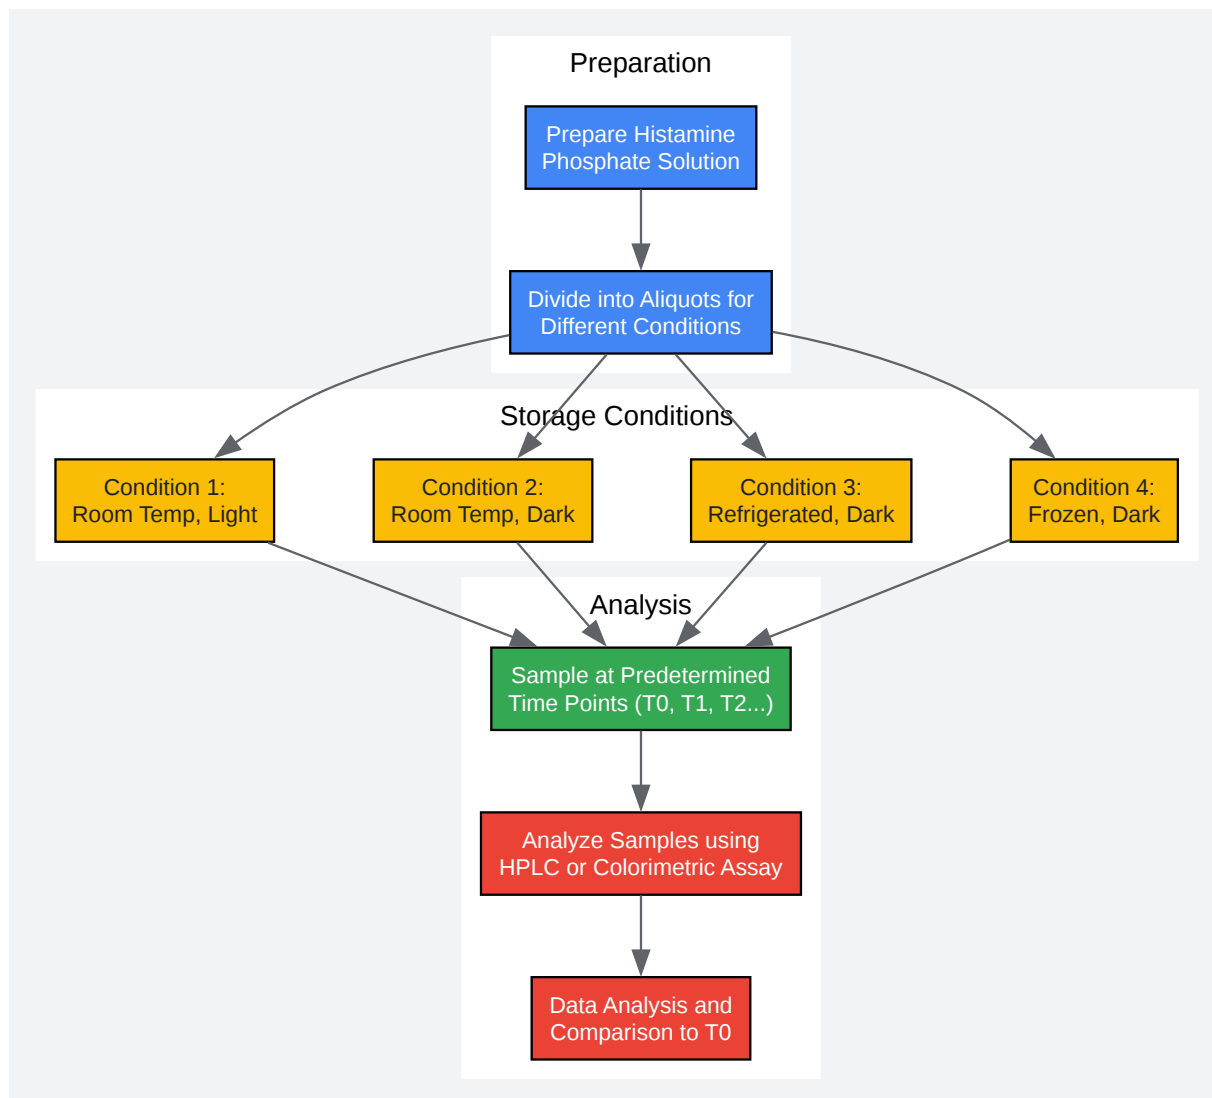 Preparation
Prepare Histamine
Phosphate Solution
Divide into Aliquots for
Different Conditions
Storage Conditions
Condition 1:
Room Temp, Light
Condition 2:
Room Temp, Dark
Condition 3:
Refrigerated, Dark
Condition 4:
Frozen, Dark
Analysis
Sample at Predetermined
Time Points (T0, T1, T2...)
Analyze Samples using
HPLC or Colorimetric Assay
Data Analysis and
Comparison to T0